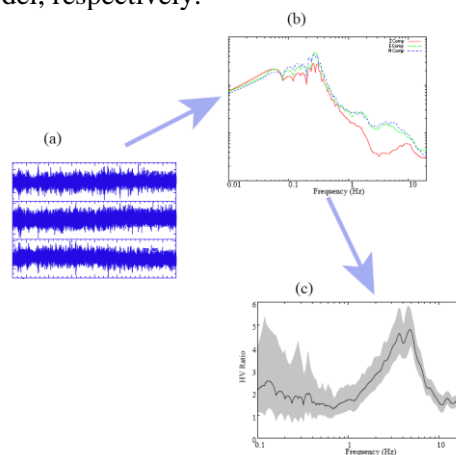 del, respectively.
(b)
Z Comp
E Comp
N Comp
0.01 0.1 1 10
Frequency (Hz)
(a)
(c)
HV Ratio
6
5
4
3
2
1
0
0.1 1 10
Frequency (Hz)